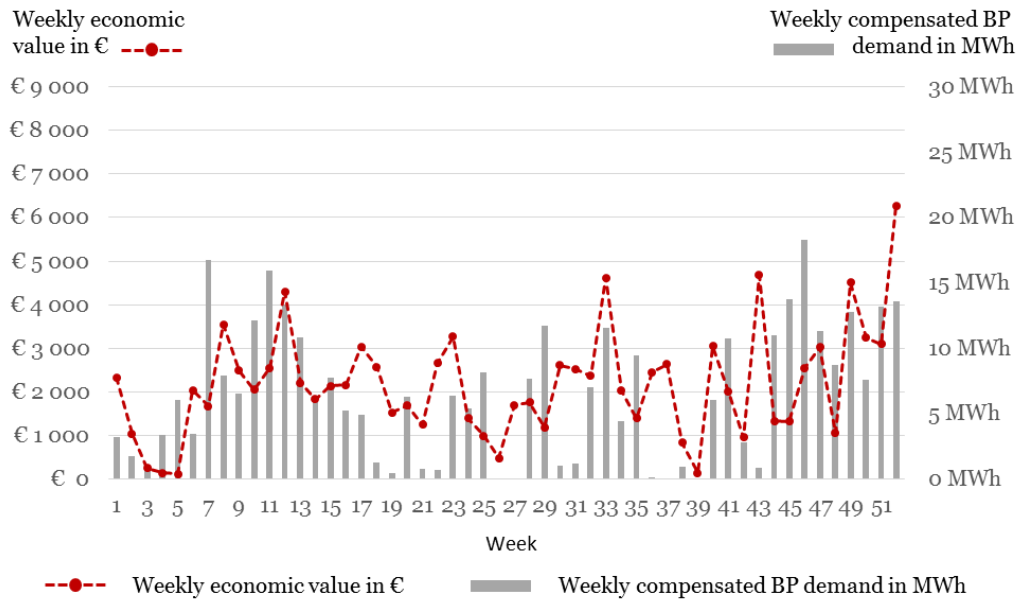 Weekly economic
value in €
Weekly compensated BP
demand in MWh
€ 9 000
30 MWh
€ 8 000
25 MWh
€ 7 000
€ 6 000
20 MWh
€ 5 000
15 MWh
€ 4 000
€ 3 000
10 MWh
€ 2 000
5 MWh
€ 1 000
€ 0
0 MWh
1 3 5 7 9 11 13 15 17 19 21 23 25 27 29 31 33 35 37 39 41 43 45 47 49 51
Week
Weekly economic value in € Weekly compensated BP demand in MWh